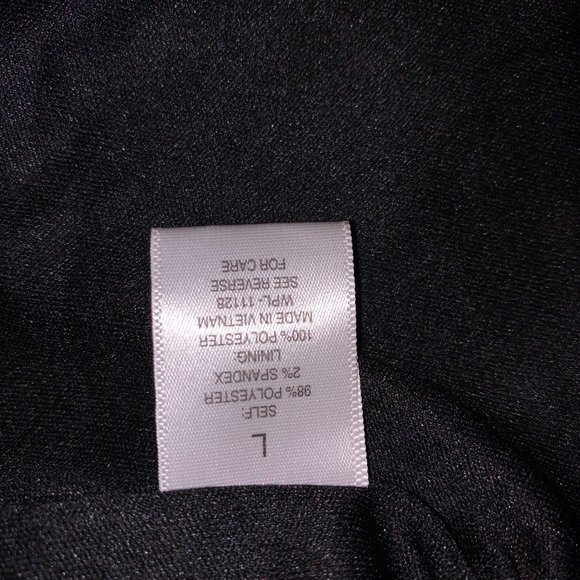 L
SELF:
98% POLYESTER
2% SPANDEX
LINING:
100% POLYESTER
MADE IN VIETNAM
WPL- 11128
SEE REVERSE
FOR CARE